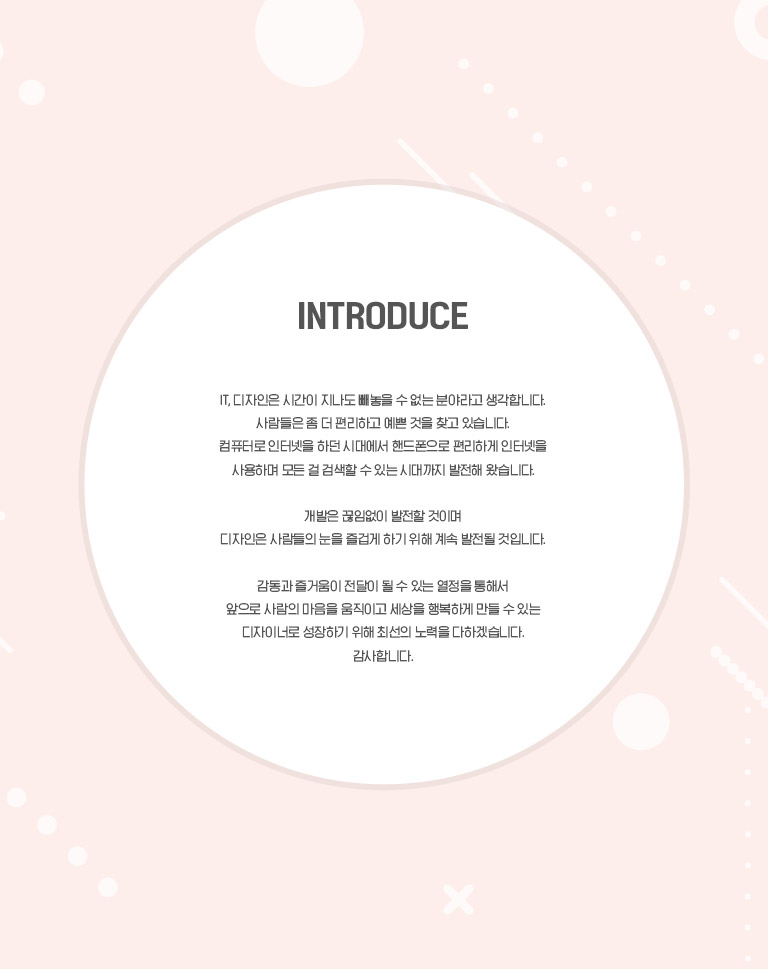 INTRODUCE
IT, 디자인은 시간이 지나도 빼놓을 수 없는 분야라고 생각합니다.
사람들은 좀 더 편리하고 예쁜 것을 찾고 있습니다.
컴퓨터로 인터넷을 하던 시대에서 핸드폰으로 편리하게 인터넷을
사용하며 모든 걸 검색할 수 있는 시대까지 발전해 왔습니다.
개발은 끊임없이 발전할 것이며
디자인은 사람들의 눈을 즐겁게 하기 위해 계속 발전될 것입니다.
감동과 즐거움이 전달이 될 수 있는 열정을 통해서
앞으로 사람의 마음을 움직이고 세상을 행복하게 만들 수 있는
디자이너로 성장하기 위해 최선의 노력을 다하겠습니다.
감사합니다.